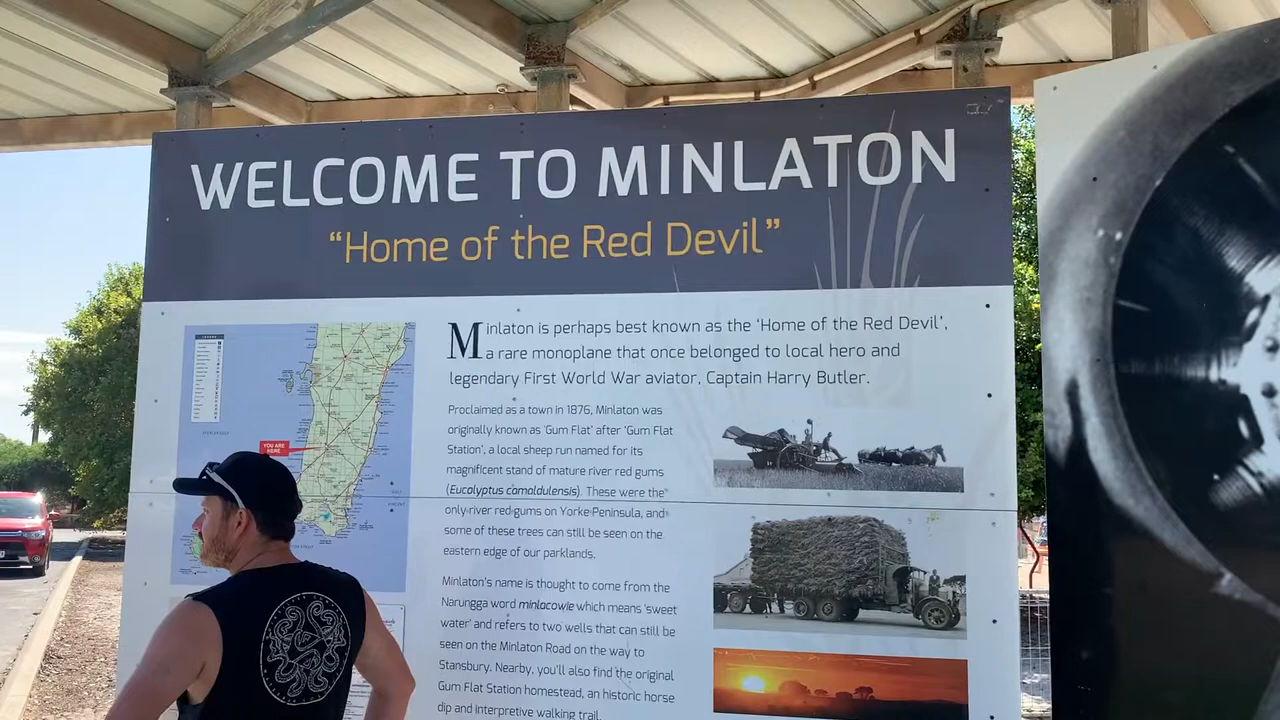 WELCOME TO MINLATON
“Home of the Red Devil”
Minlaton is perhaps best known as the ‘Home of the Red Devil’,
a rare monoplane that once belonged to local hero and
legendary First World War aviator, Captain Harry Butler.
YOU ARE
HERE
Proclaimed as a town in 1876, Minlaton was
originally known as ‘Gum Flat’ after ‘Gum Flat
Station’, a local sheep run named for its
magnificent stand of mature river red gums
(Eucalyptus camaldulensis). These were the
only river red gums on Yorke Peninsula, and
some of these trees can still be seen on the
eastern edge of our parklands.
Minlaton’s name is thought to come from the
Narungga word minlacowie which means ‘sweet
water’ and refers to two wells that can still be
seen on the Minlaton Road on the way to
Stansbury. Nearby, you’ll also find the original
Gum Flat Station homestead, an historic horse
dip and interpretive walking trail.